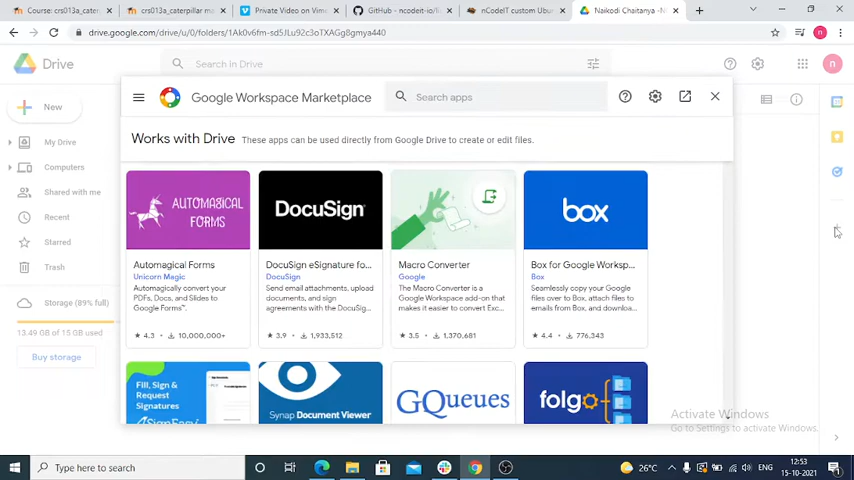 Course: crs013a_caterpillar
crs013a_caterpillar m
Private Video on Vim
GitHub - ncodeit-io/li
nCodeIT custom Ubu
Naikodi Chaitanya -
drive.google.com/drive/u/0/folders/
n
Drive
Search in Drive
n
New
My Drive
Computers
Shared with me
Recent
Starred
Trash
Storage (89% full)
13.49 GB of 15 GB used
Buy storage
Google Workspace Marketplace
Search apps
Works with Drive These apps can be used directly from Google Drive to create or edit files.
AUTOMAGICAL
FORMS
DocuSign
box
Automagical Forms
Unicorn Magic
Automatically convert your
PDFs, Docs, and Slides to
Google Forms™.
4.3 • 10,000,000+
DocuSign eSignature fo...
DocuSign
Send email attachments, upload
documents, and sign
agreements with the DocuSig...
3.9 • 1,933,512
Macro Converter
Google
The Macro Converter is a
Google Workspace add-on that
makes it simpler to convert Exc...
3.5 • 1,370,681
Box for Google Worksp...
Box
Seamlessly copy your Google
files over to Box, attach files to
emails from Box, and downloa...
4.4 • 776,343
Fill, Sign &
Request
Signatures
SignEasy
Synap Document Viewer
GQueues
folgo
Activate Windows
Go to Settings to activate Windows.
Type here to search
26°C
ENG
12:53
15-10-2021